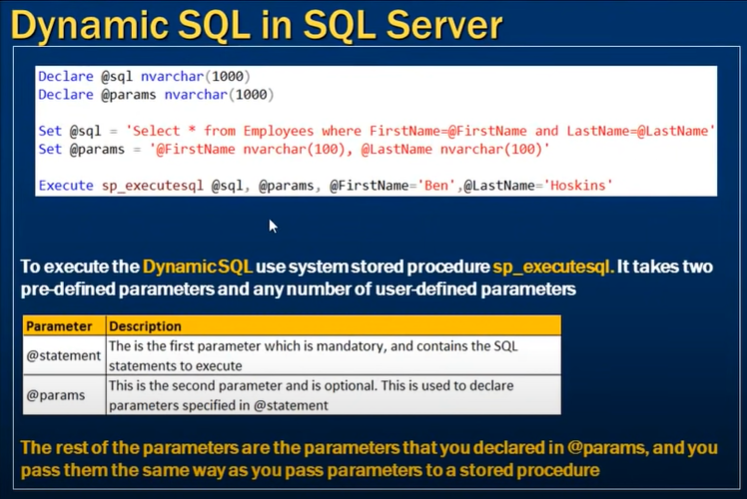 Dynamic SQL in SQL Server
Declare @sql nvarchar(1000)
Declare @params nvarchar(1000)
Set @sql = 'Select * from Employees where FirstName=@FirstName and LastName=@LastName'
Set @params = '@FirstName nvarchar(100), @LastName nvarchar(100)'
Execute sp_executesql @sql, @params, @FirstName='Ben',@LastName='Hoskins'
To execute the Dynamic SQL use system stored procedure sp_executesql. It takes two
pre-defined parameters and any number of user-defined parameters
Parameter Description
@statement The is the first parameter which is mandatory, and contains the SQL
statements to execute
@params This is the second parameter and is optional. This is used to declare
parameters specified in @statement
The rest of the parameters are the parameters that you declared in @params, and you
pass them the same way as you pass parameters to a stored procedure